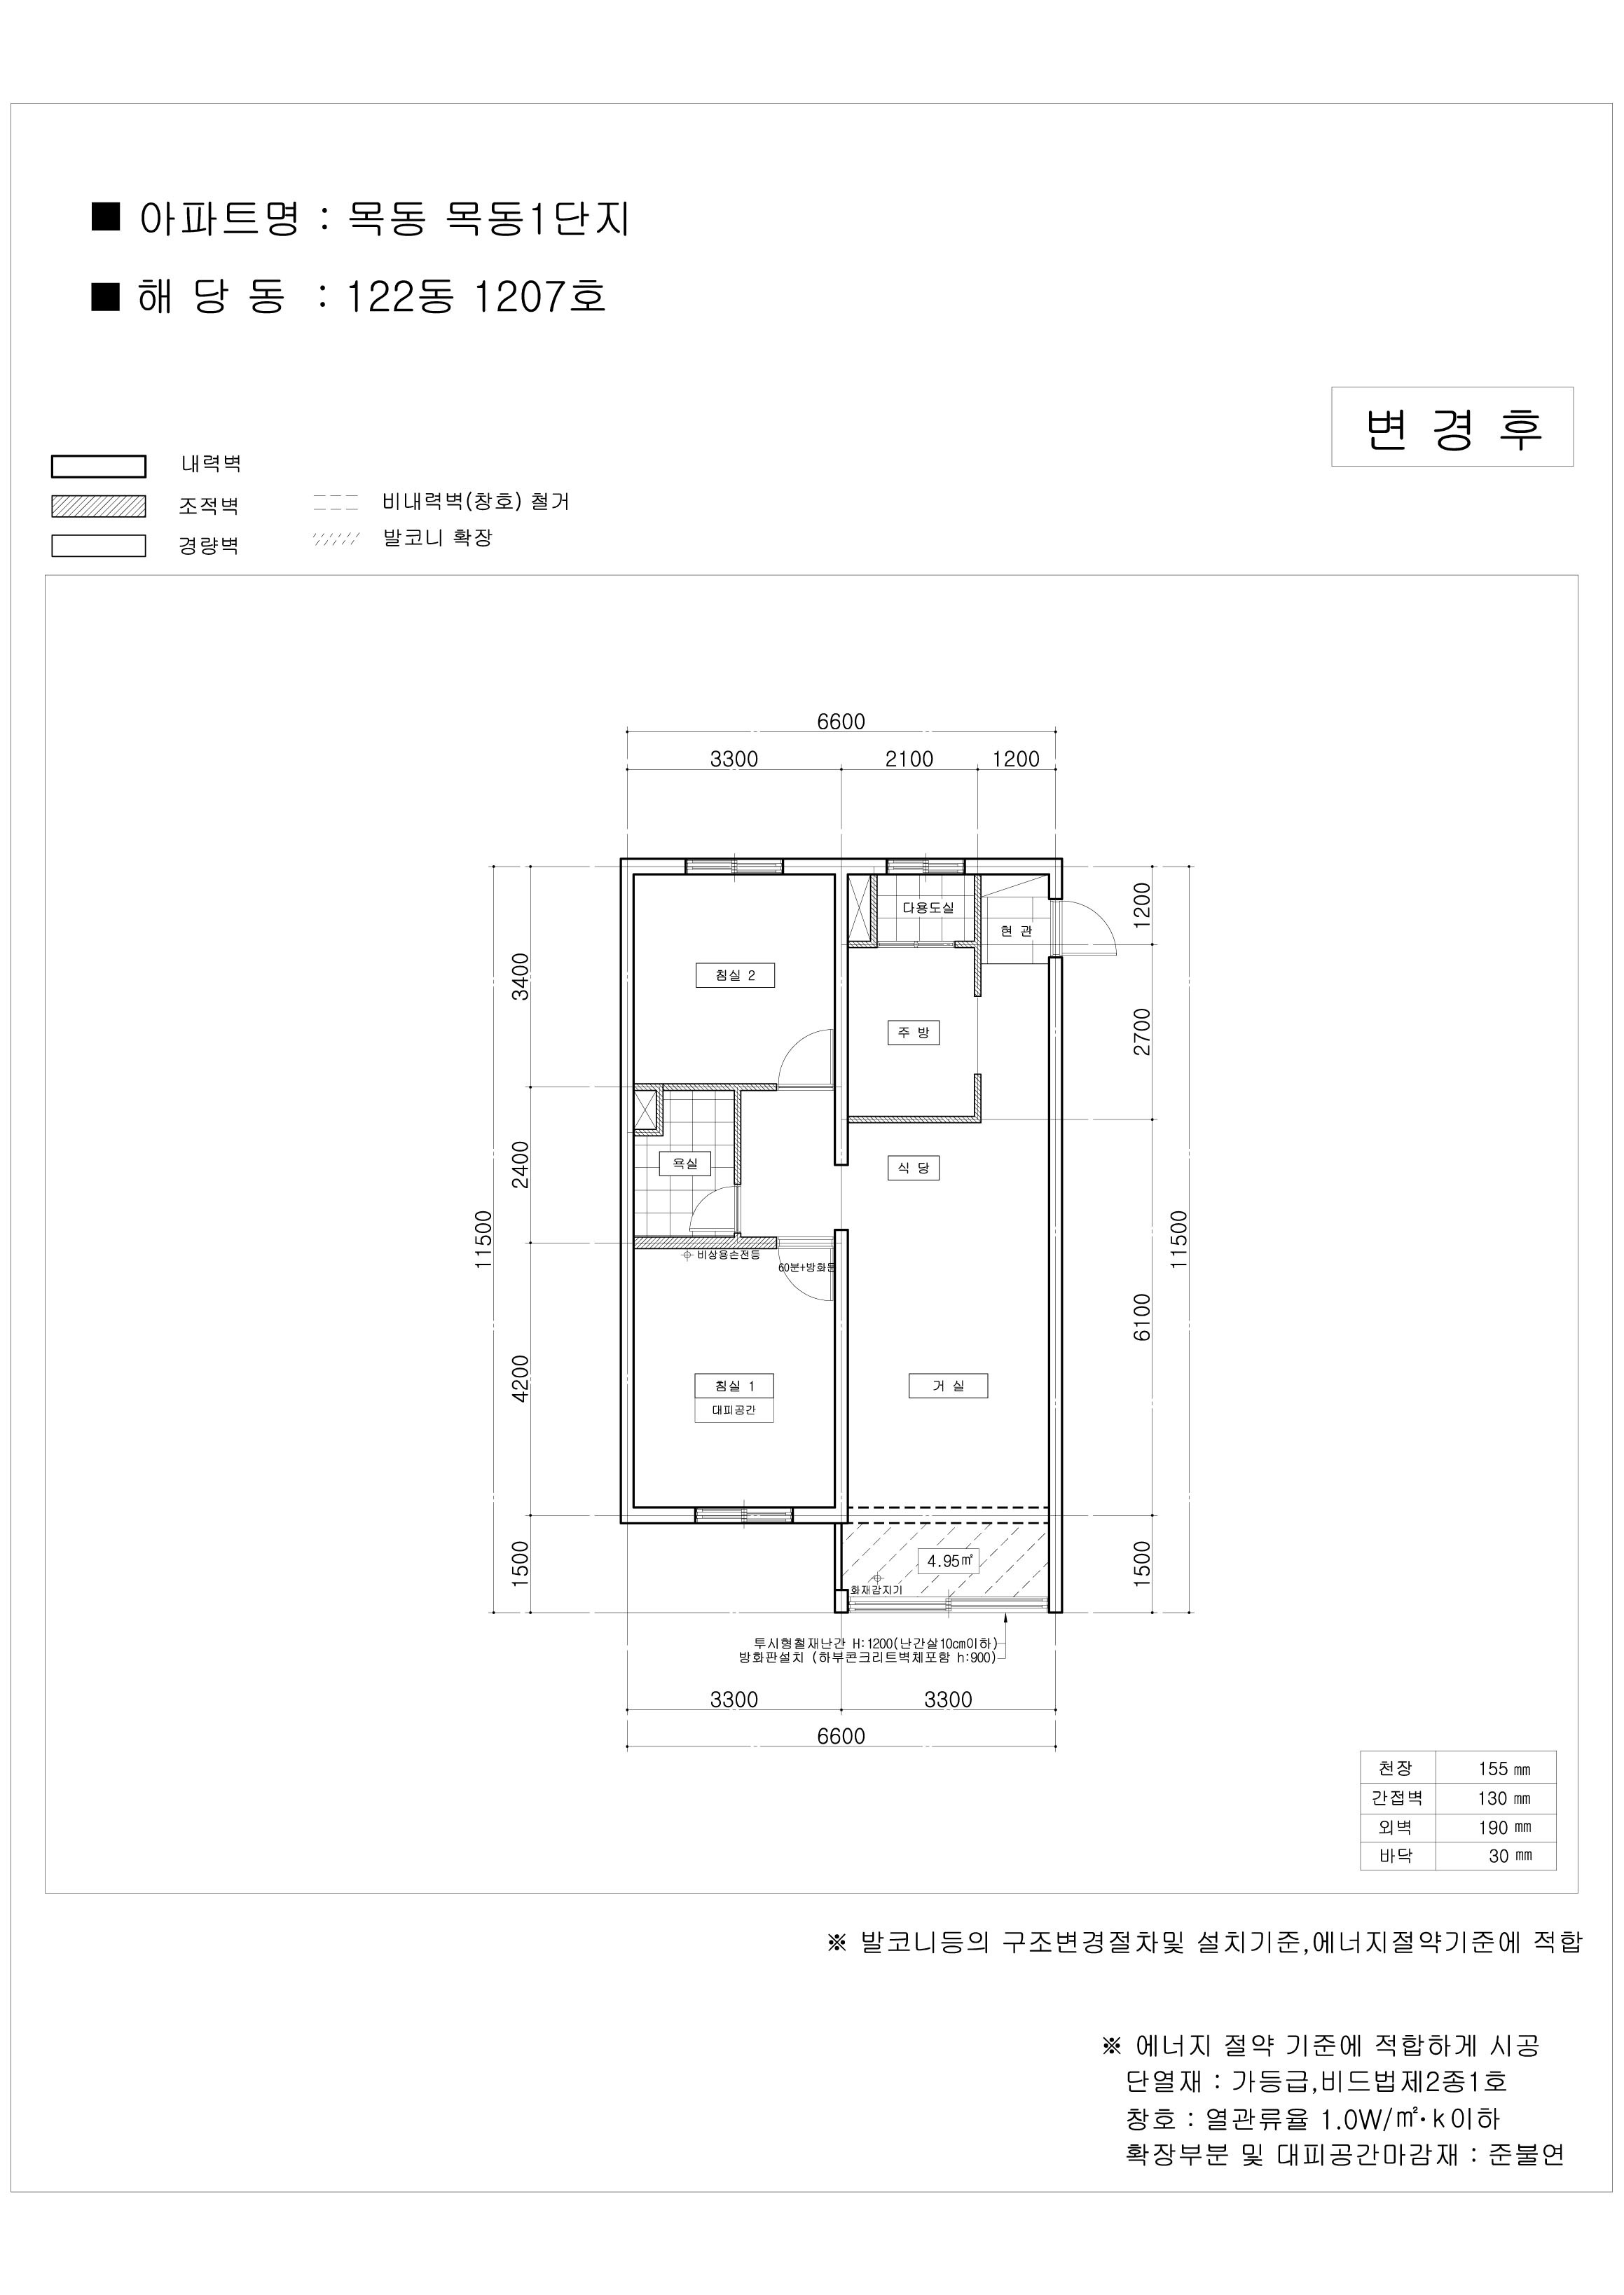 ■ 아파트명 : 목동 목동1단지
■ 해 당 동 : 122동 1207호
변 경 후
내력벽
조적벽
경량벽
비내력벽(창호) 철거
발코니 확장
6600
3300 2100 1200
다용도실
현 관
침실 2
주 방
욕실
식 당
비상용손전등
60분+방화문
침실 1
대피공간
거 실
4.95㎡
화재감지기
11500
3400
2400
4200
1500
1200
2700
6100
1500
11500
투시형철재난간 H:1200(난간살10cm이하)
방화판설치 (하부콘크리트벽체포함 h:900)
3300 3300
6600
천장 155 ㎜
간접벽 130 ㎜
외벽 190 ㎜
바닥 30 ㎜
※ 발코니등의 구조변경절차및 설치기준,에너지절약기준에 적합
※ 에너지 절약 기준에 적합하게 시공
단열재 : 가등급,비드법제2종1호
창호 : 열관류율 1.0W/㎡·k이하
확장부분 및 대피공간마감재 : 준불연